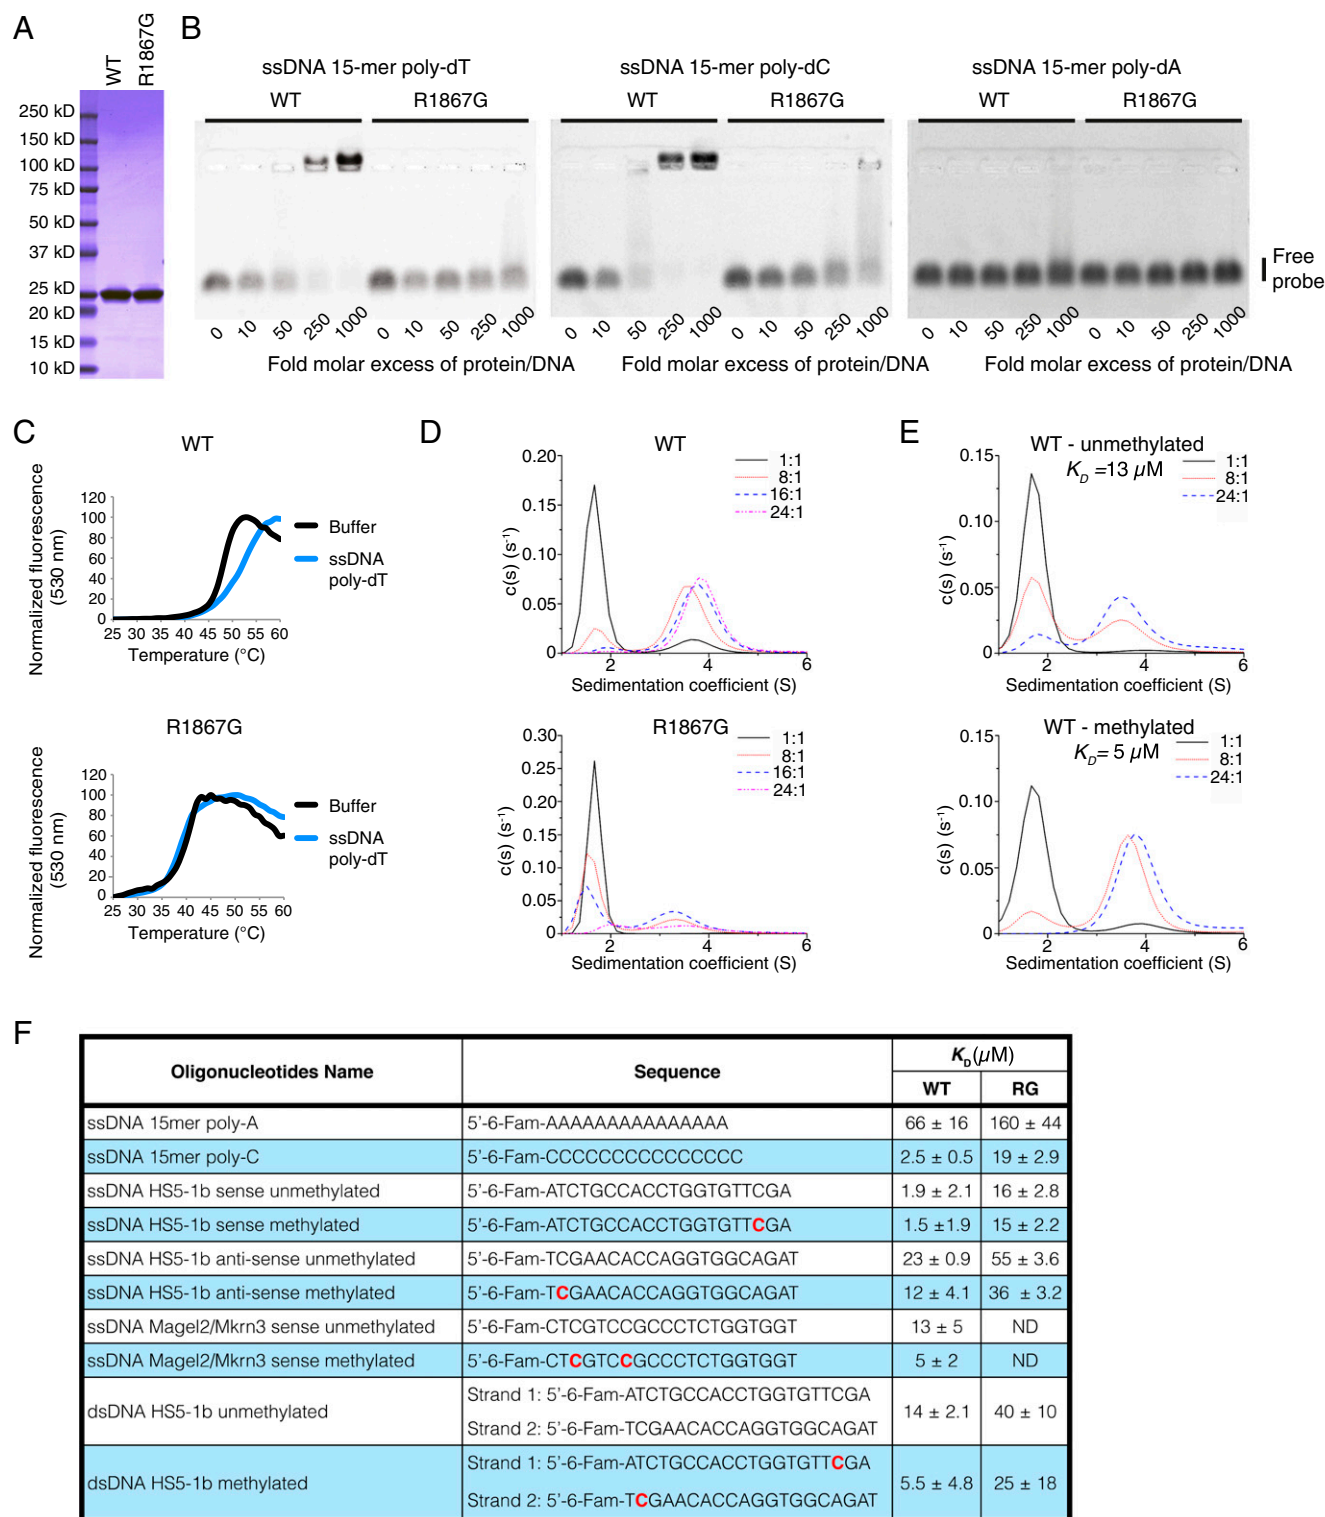 A
WT
R1867G
250 kD
150 kD
100 kD
75 kD
50 kD
37 kD
25 kD
20 kD
15 kD
10 kD
B
ssDNA 15-mer poly-dT
WT R1867G
0 10 50 250 1000 0 10 50 250 1000
Fold molar excess of protein/DNA
ssDNA 15-mer poly-dC
WT R1867G
0 10 50 250 1000 0 10 50 250 1000
Fold molar excess of protein/DNA
ssDNA 15-mer poly-dA
WT R1867G
0 10 50 250 1000 0 10 50 250 1000
Fold molar excess of protein/DNA
Free
probe
C
WT
Normalized fluorescence
(530 nm)
120
100
80
60
40
20
0
25 30 35 40 45 50 55 60
Temperature (°C)
Buffer
ssDNA
poly-dT
R1867G
Normalized fluorescence
(530 nm)
120
100
80
60
40
20
0
25 30 35 40 45 50 55 60
Temperature (°C)
Buffer
ssDNA
poly-dT
D
WT
c(s) (s⁻¹)
0.20
0.15
0.10
0.05
0
2 4 6
Sedimentation coefficient (S)
1:1
8:1
16:1
24:1
R1867G
c(s) (s⁻¹)
0.30
0.25
0.20
0.15
0.10
0.05
0
2 4 6
Sedimentation coefficient (S)
1:1
8:1
16:1
24:1
E
WT - unmethylated
K_D =13 µM
c(s) (s⁻¹)
0.15
0.10
0.05
0
2 4 6
Sedimentation coefficient (S)
1:1
8:1
24:1
WT - methylated
K_D= 5 µM
c(s) (s⁻¹)
0.15
0.10
0.05
0
2 4 6
Sedimentation coefficient (S)
1:1
8:1
24:1
F
Oligonucleotides Name Sequence K_D(µM)
WT RG
ssDNA 15mer poly-A 5'-6-Fam-AAAAAAAAAAAAAAA 66 ± 16 160 ± 44
ssDNA 15mer poly-C 5'-6-Fam-CCCCCCCCCCCCCCC 2.5 ± 0.5 19 ± 2.9
ssDNA HS5-1b sense unmethylated 5'-6-Fam-ATCTGCCACCTGGTGTTCGA 1.9 ± 2.1 16 ± 2.8
ssDNA HS5-1b sense methylated 5'-6-Fam-ATCTGCCACCTGGTGTTCGA 1.5 ±1.9 15 ± 2.2
ssDNA HS5-1b anti-sense unmethylated 5'-6-Fam-TCGAACACCAGGTGGCAGAT 23 ± 0.9 55 ± 3.6
ssDNA HS5-1b anti-sense methylated 5'-6-Fam-TCGAACACCAGGTGGCAGAT 12 ± 4.1 36 ± 3.2
ssDNA Magel2/Mkrn3 sense unmethylated 5'-6-Fam-CTCGTCCGCCCTCTGGTGGT 13 ± 5 ND
ssDNA Magel2/Mkrn3 sense methylated 5'-6-Fam-CTCGTCCGCCCTCTGGTGGT 5 ± 2 ND
dsDNA HS5-1b unmethylated Strand 1: 5'-6-Fam-ATCTGCCACCTGGTGTTCGA 14 ± 2.1 40 ± 10
Strand 2: 5'-6-Fam-TCGAACACCAGGTGGCAGAT
dsDNA HS5-1b methylated Strand 1: 5'-6-Fam-ATCTGCCACCTGGTGTTCGA 5.5 ± 4.8 25 ± 18
Strand 2: 5'-6-Fam-TCGAACACCAGGTGGCAGAT